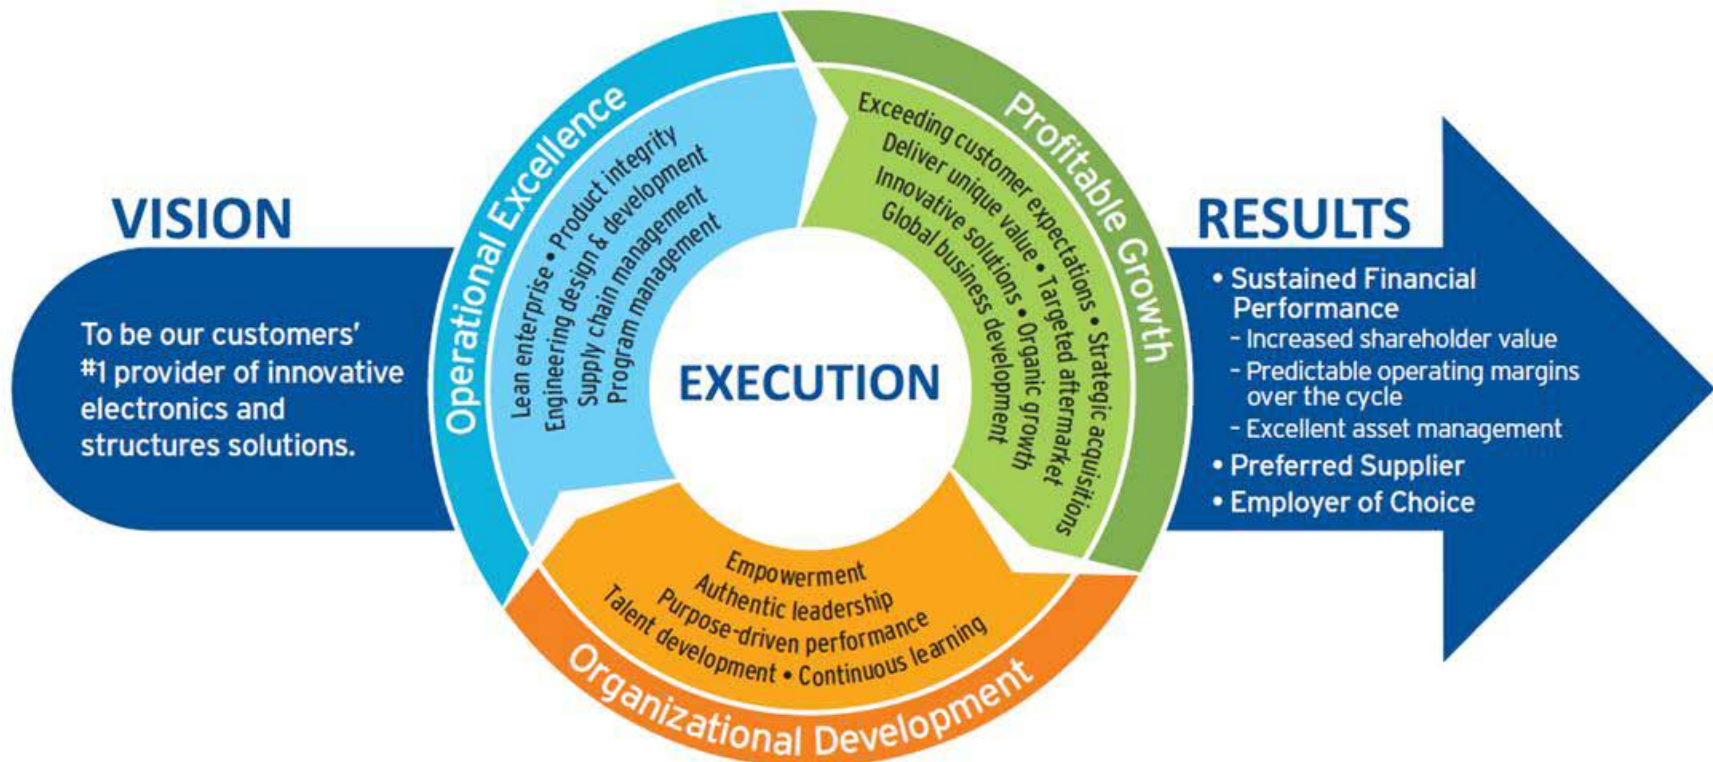 VISION
To be our customers’
#1 provider of innovative
electronics and
structures solutions.
Operational Excellence
Lean enterprise • Product integrity
Engineering design & development
Supply chain management
Program management
EXECUTION
Profitable Growth
Exceeding customer expectations • Strategic acquisitions
Deliver unique value • Targeted aftermarket
Innovative solutions • Organic growth
Global business development
Empowerment
Authentic leadership
Purpose-driven performance
Talent development • Continuous learning
Organizational Development
RESULTS
• Sustained Financial
Performance
- Increased shareholder value
- Predictable operating margins
over the cycle
- Excellent asset management
• Preferred Supplier
• Employer of Choice